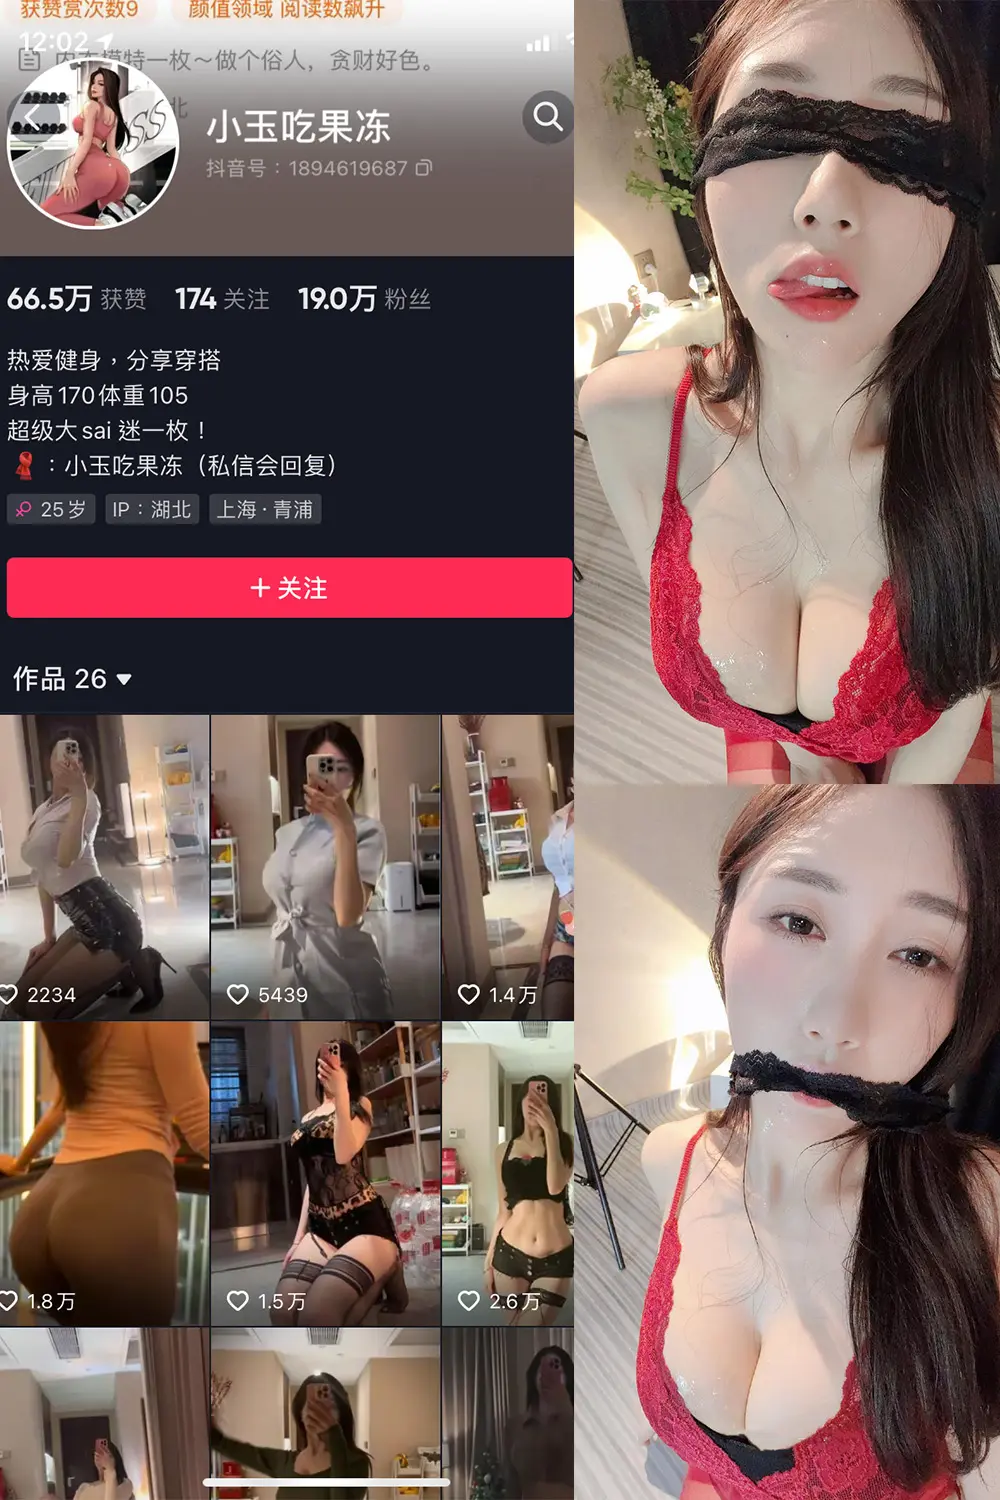 获赞赏次数9
颜值领域 阅读数飙升
12:02
内衣模特一枚～做个俗人，贪财好色。
北
小玉吃果冻
抖音号：1894619687
66.5万 获赞 174 关注 19.0万 粉丝
热爱健身，分享穿搭
身高170体重105
超级大sai 迷一枚！
：小玉吃果冻（私信会回复）
25岁 IP：湖北 上海·青浦
＋关注
作品 26
2234 5439 1.4万
1.8万 1.5万 2.6万